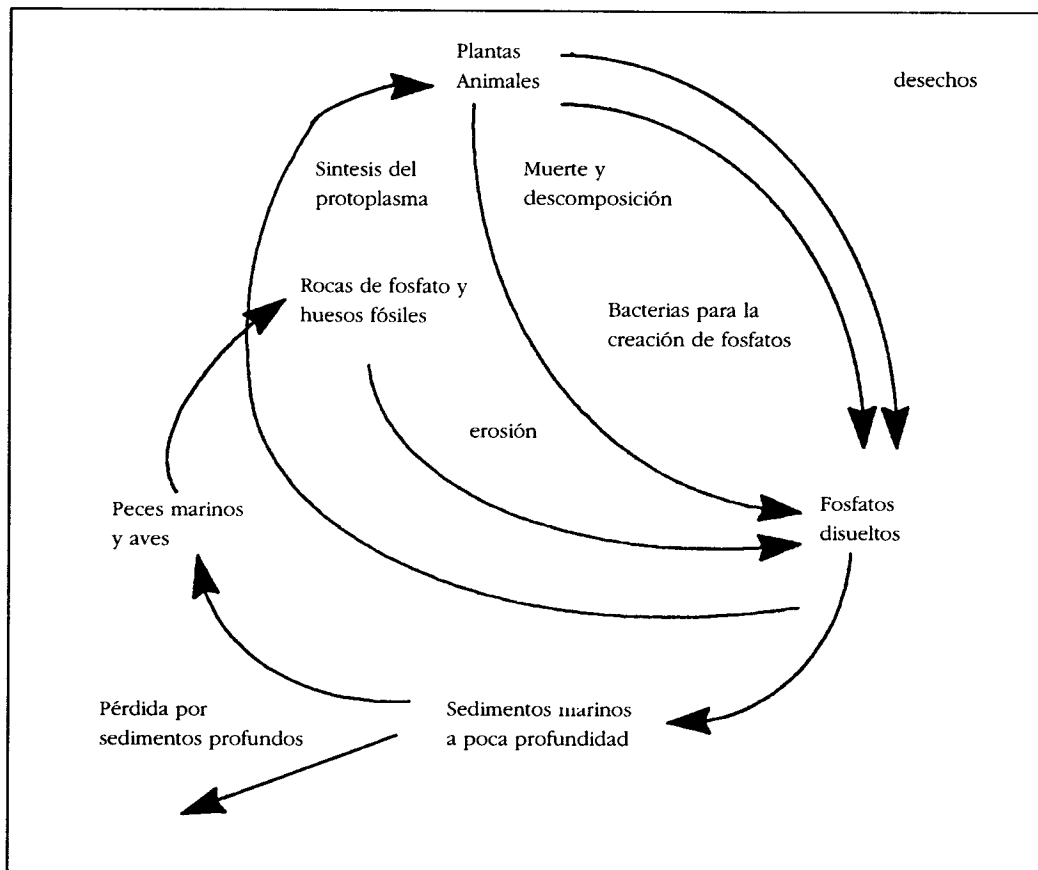 Plantas
Animales
desechos
Sintesis del
protoplasma
Muerte y
descomposición
Rocas de fosfato y
huesos fósiles
Bacterias para la
creación de fosfatos
erosión
Peces marinos
y aves
Fosfatos
disueltos
Pérdida por
sedimentos profundos
Sedimentos marinos
a poca profundidad